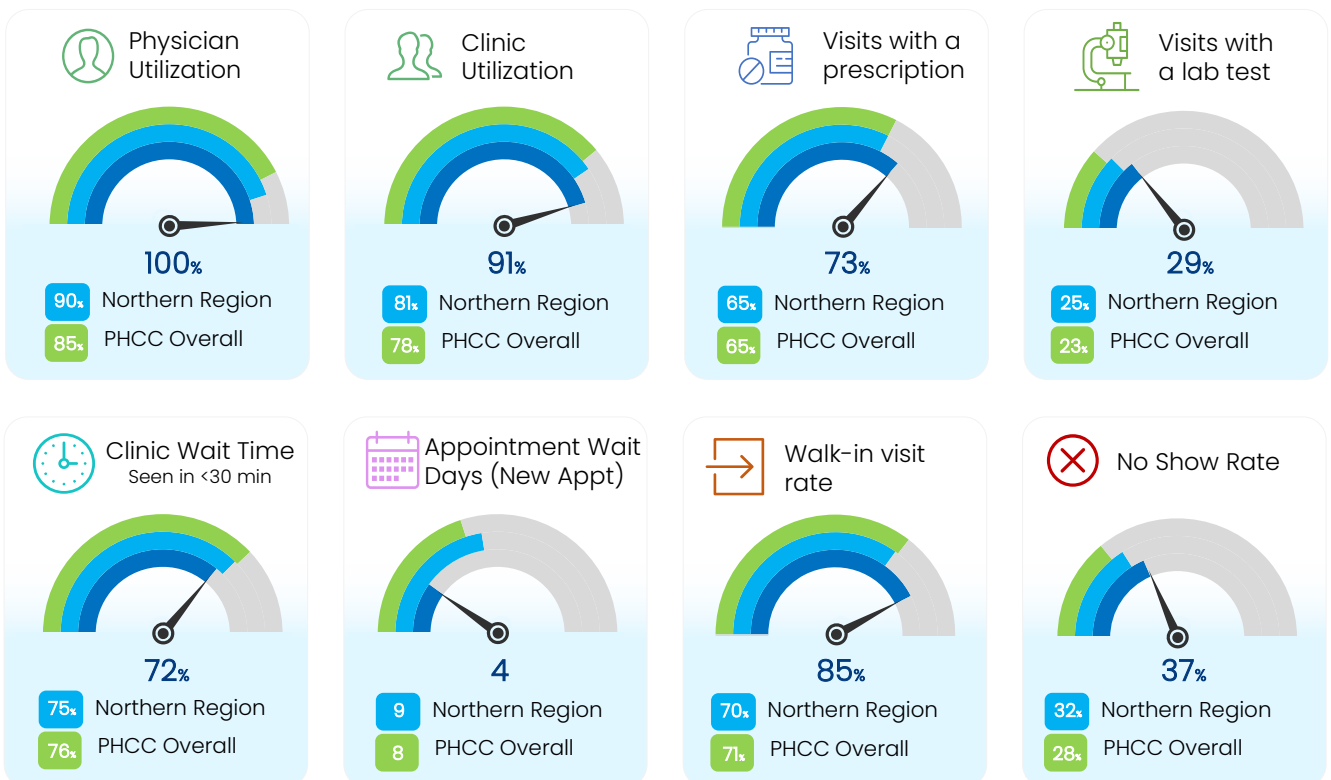 Physician
Utilization
100%
90% Northern Region
85% PHCC Overall
Clinic
Utilization
91%
81% Northern Region
78% PHCC Overall
Visits with a
prescription
73%
65% Northern Region
65% PHCC Overall
Visits with
a lab test
29%
25% Northern Region
23% PHCC Overall
Clinic Wait Time
Seen in <30 min
72%
75% Northern Region
76% PHCC Overall
Appointment Wait
Days (New Appt)
4
9 Northern Region
8 PHCC Overall
Walk-in visit
rate
85%
70% Northern Region
71% PHCC Overall
No Show Rate
37%
32% Northern Region
28% PHCC Overall